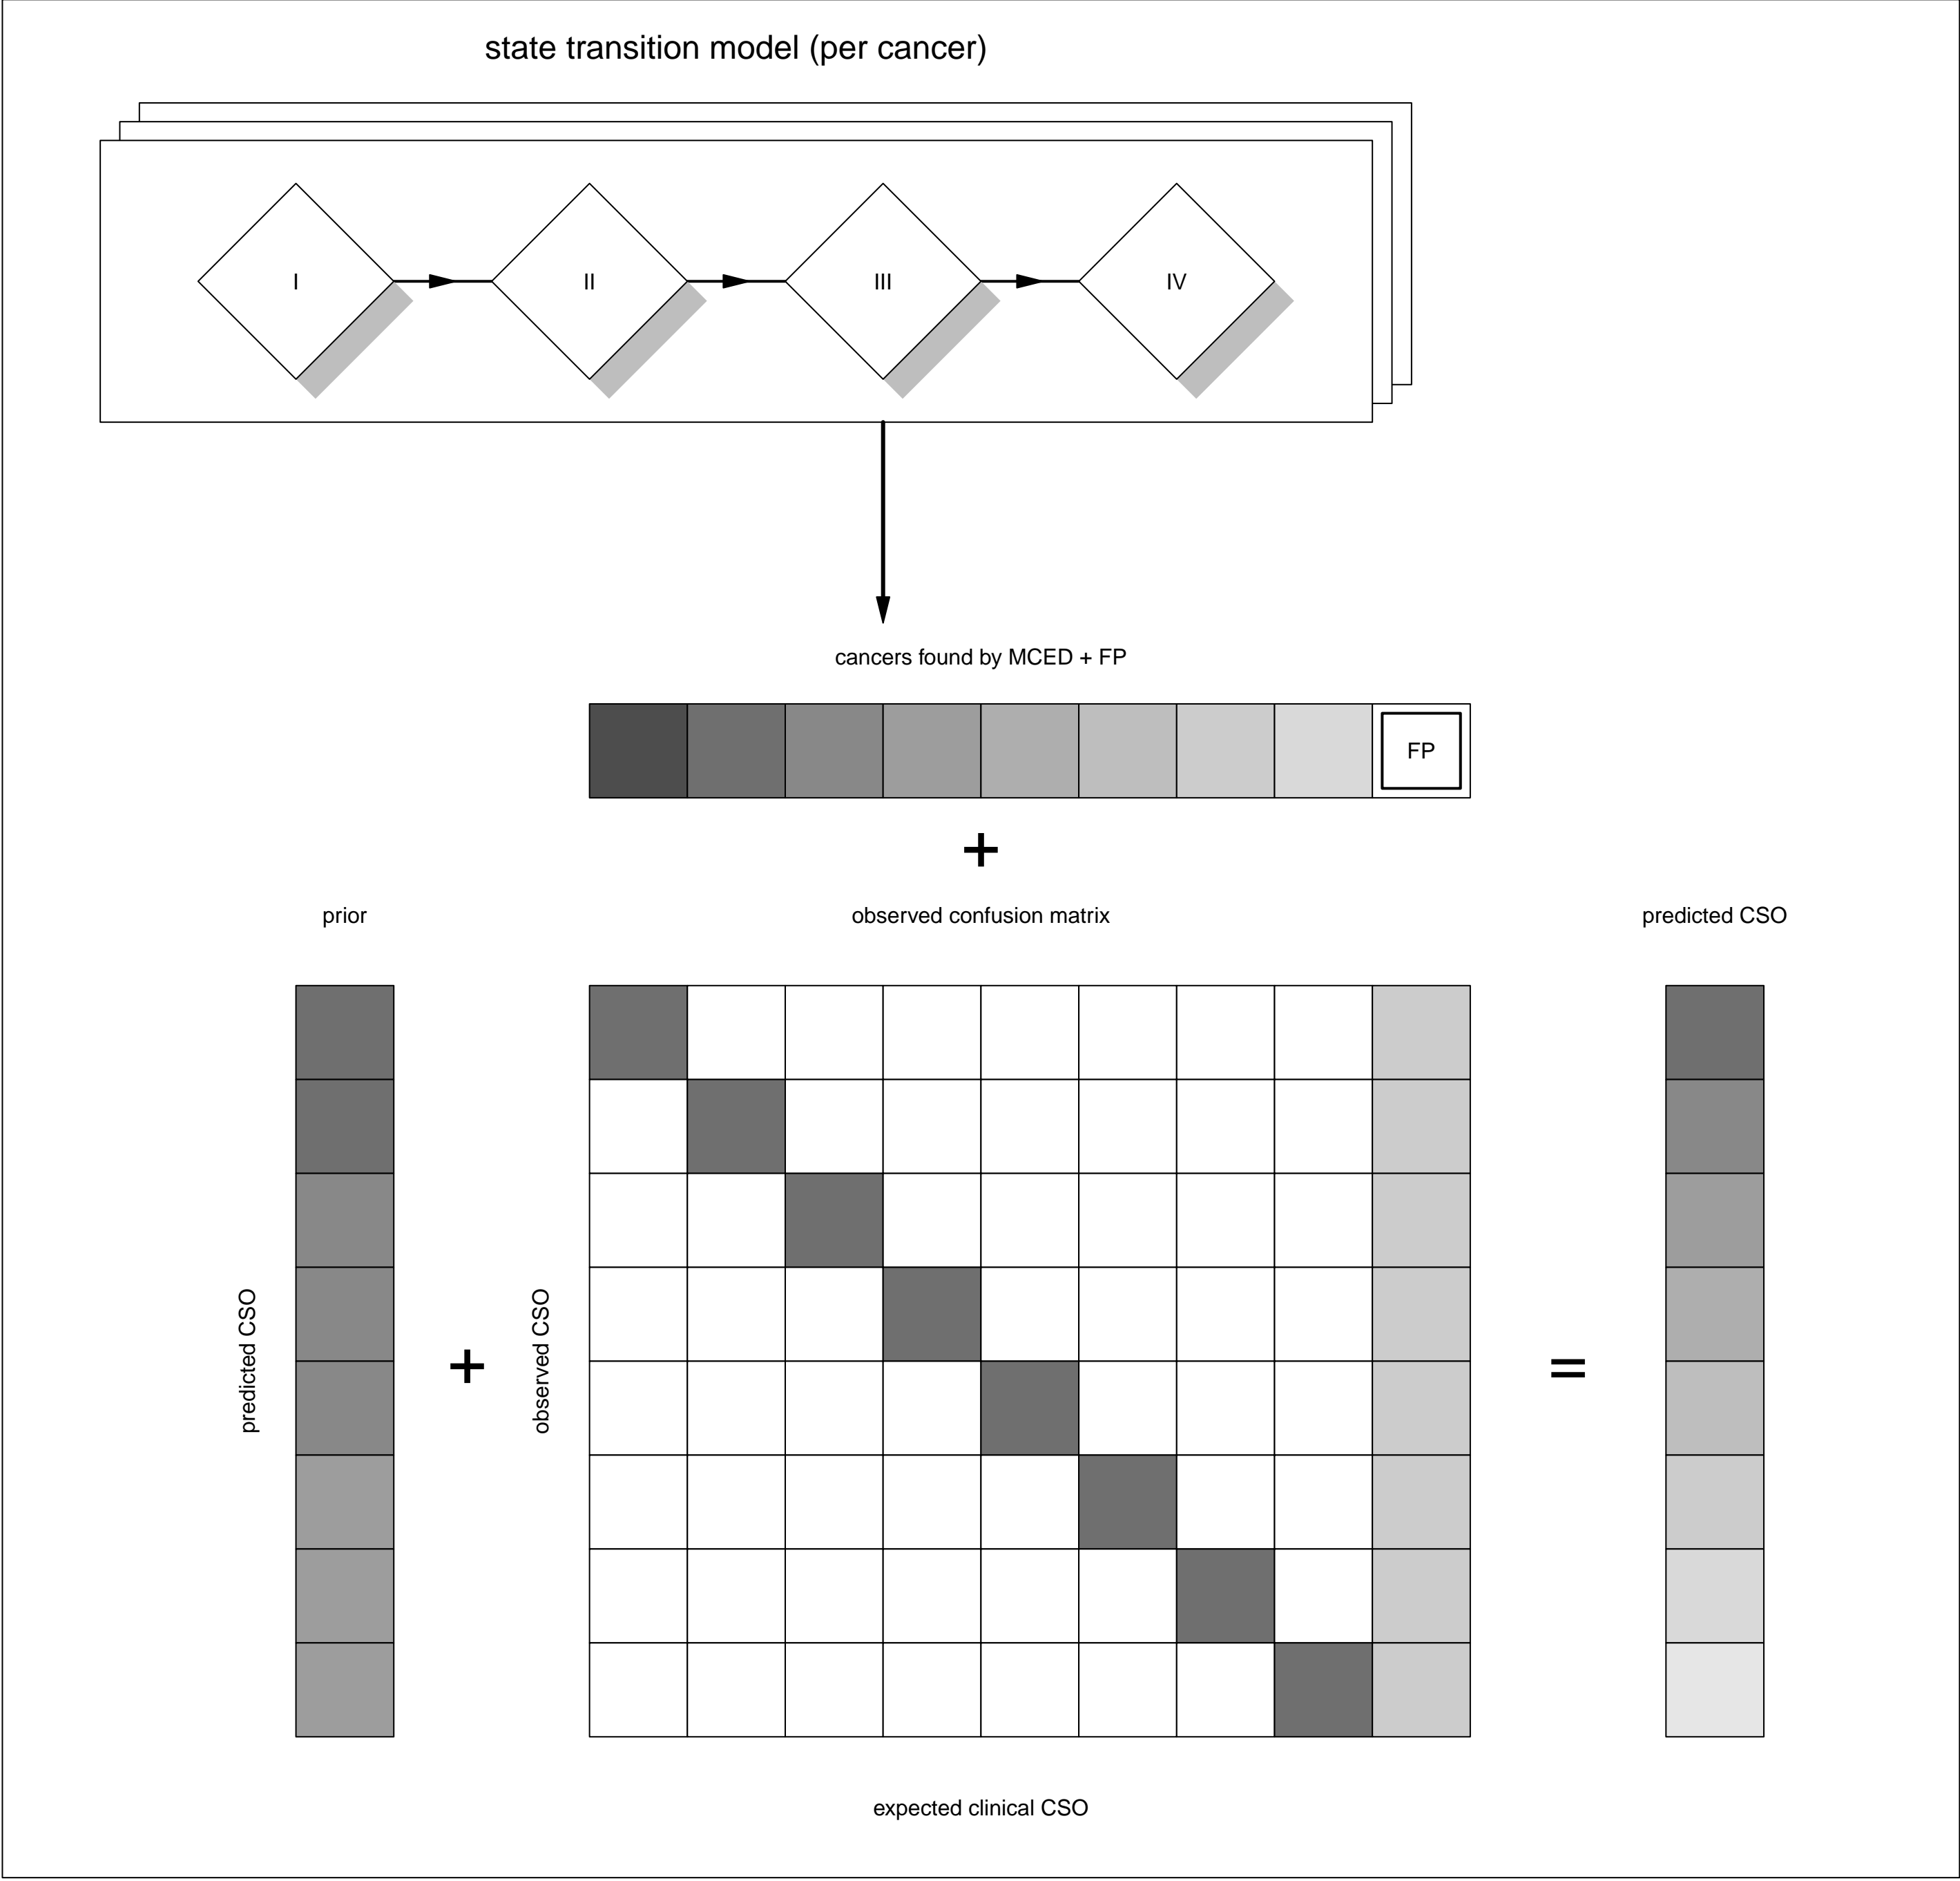 state transition model (per cancer)
I
II
III
IV
cancers found by MCED + FP
FP
+
prior
observed confusion matrix
predicted CSO
predicted CSO
+
observed CSO
=
expected clinical CSO